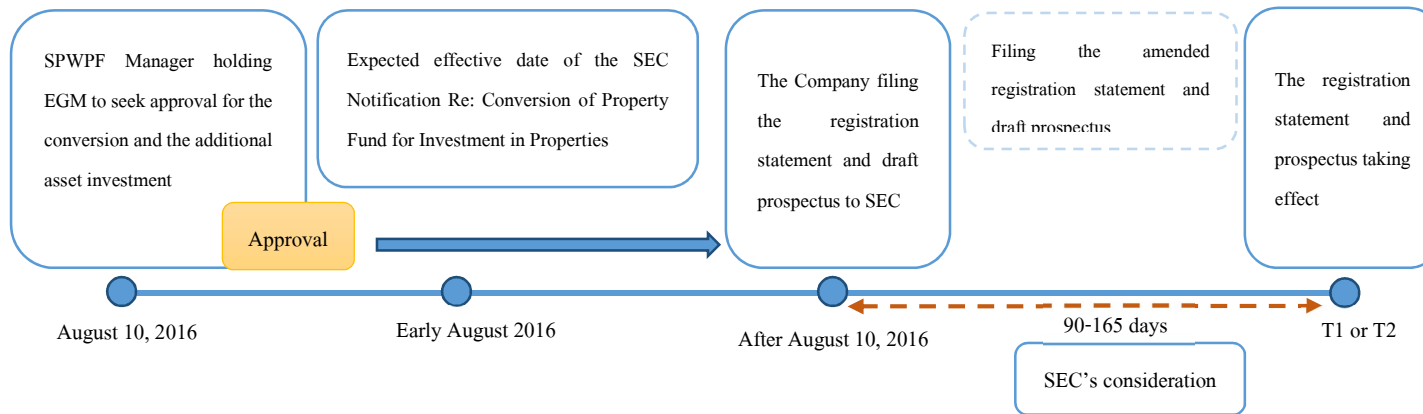 SPWPF Manager holding
EGM to seek approval for the
conversion and the additional
asset investment
Approval
Expected effective date of the SEC
Notification Re: Conversion of Property
Fund for Investment in Properties
The Company filing
the registration
statement and draft
prospectus to SEC
Filing the amended
registration statement and
draft prospectus
The registration
statement and
prospectus taking
effect
August 10, 2016
Early August 2016
After August 10, 2016
90-165 days
T1 or T2
SEC’s consideration